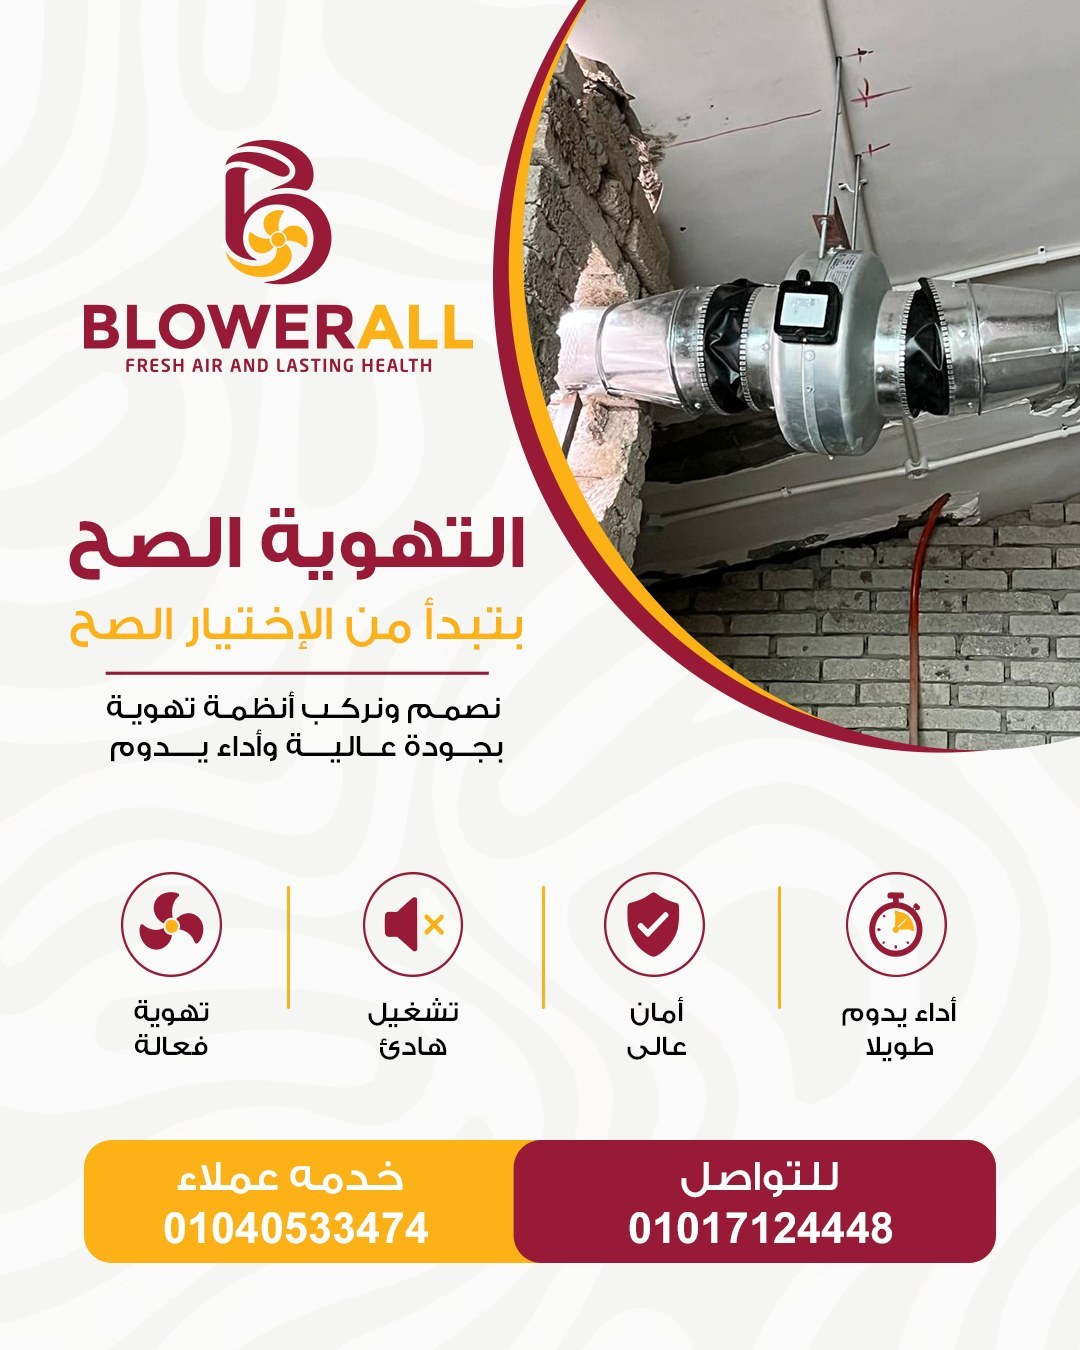 BLOWERALL
FRESH AIR AND LASTING HEALTH
التهوية الصح
بتبدأ من الإختيار الصح
نصمم ونركب أنظمة تهوية
بجودة عالية وأداء يدوم
أداء يدوم
طويلا
أمان
عالى
تشغيل
هادئ
تهوية
فعالة
للتواصل
01017124448
خدمه عملاء
01040533474